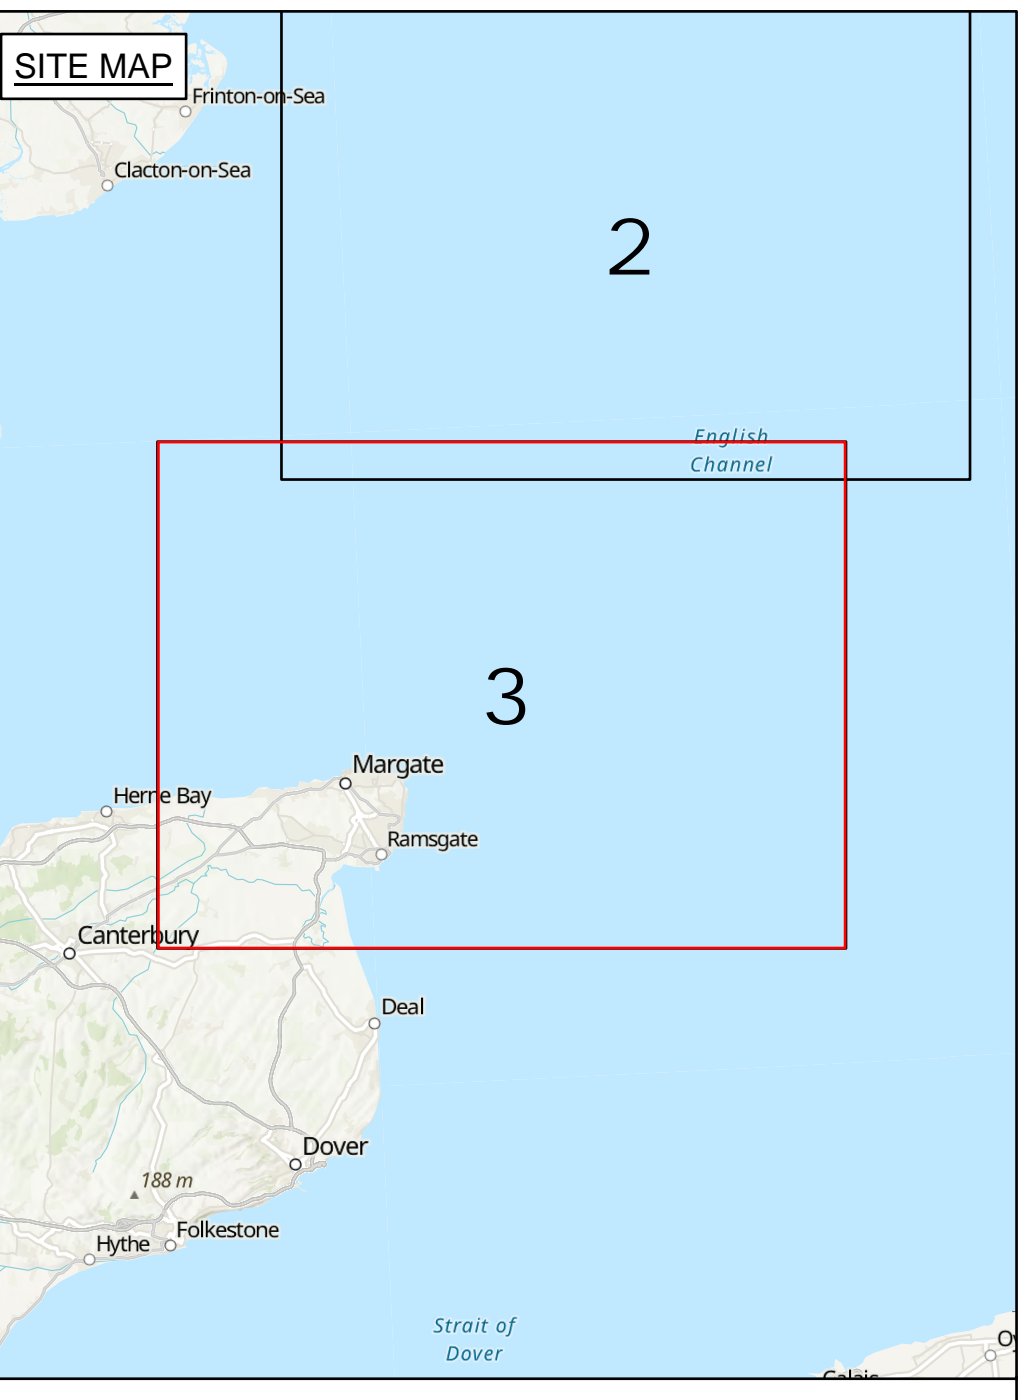 SITE MAP
Frinton-on-Sea
Clacton-on-Sea
2
English
Channel
3
Margate
Herne Bay
Ramsgate
Canterbury
Deal
Dover
188 m
Folkestone
Hythe
Strait of
Dover
Calais